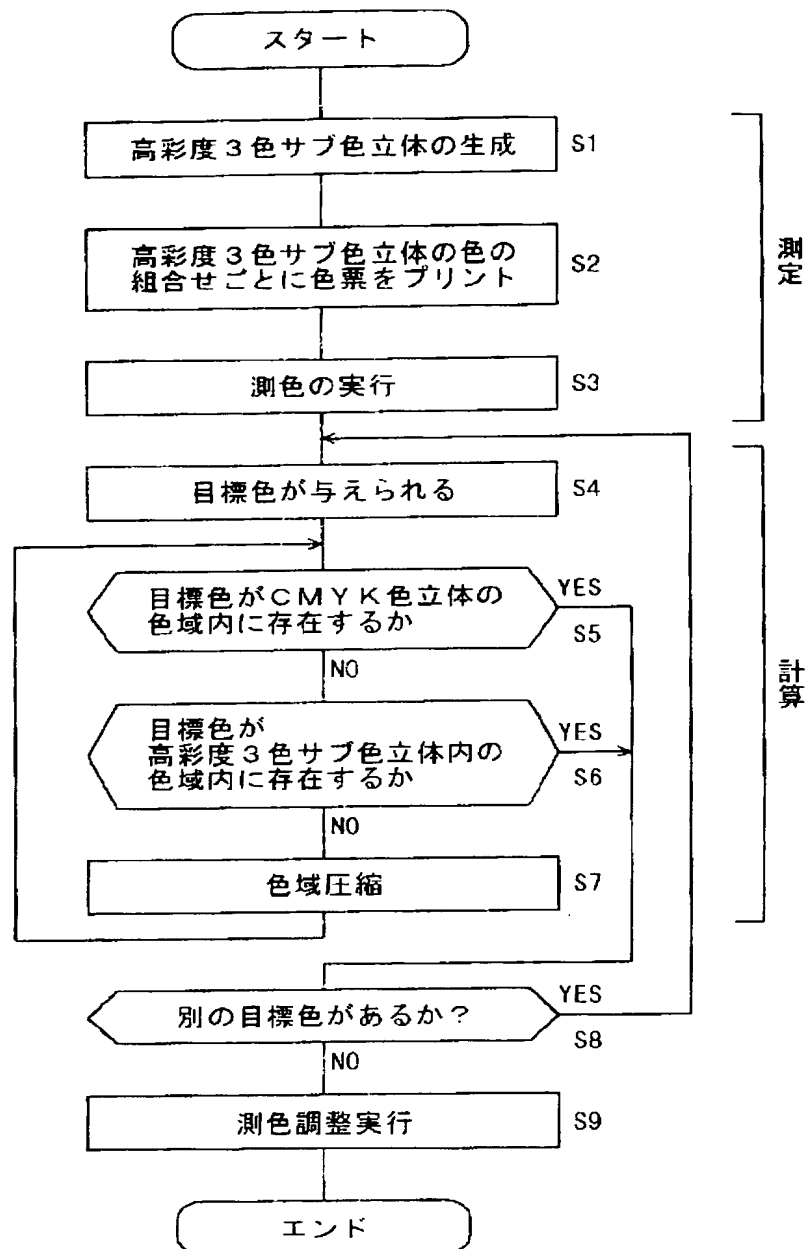 スタート
高彩度3色サブ色立体の生成
S1
高彩度3色サブ色立体の色の
組合せごとに色票をプリント
S2
測色の実行
S3
測定
目標色が与えられる
S4
目標色がCMYK色立体の
色域内に存在するか
YES
S5
NO
目標色が
高彩度3色サブ色立体内の
色域内に存在するか
YES
S6
NO
色域圧縮
S7
計算
別の目標色があるか?
YES
S8
NO
測色調整実行
S9
エンド